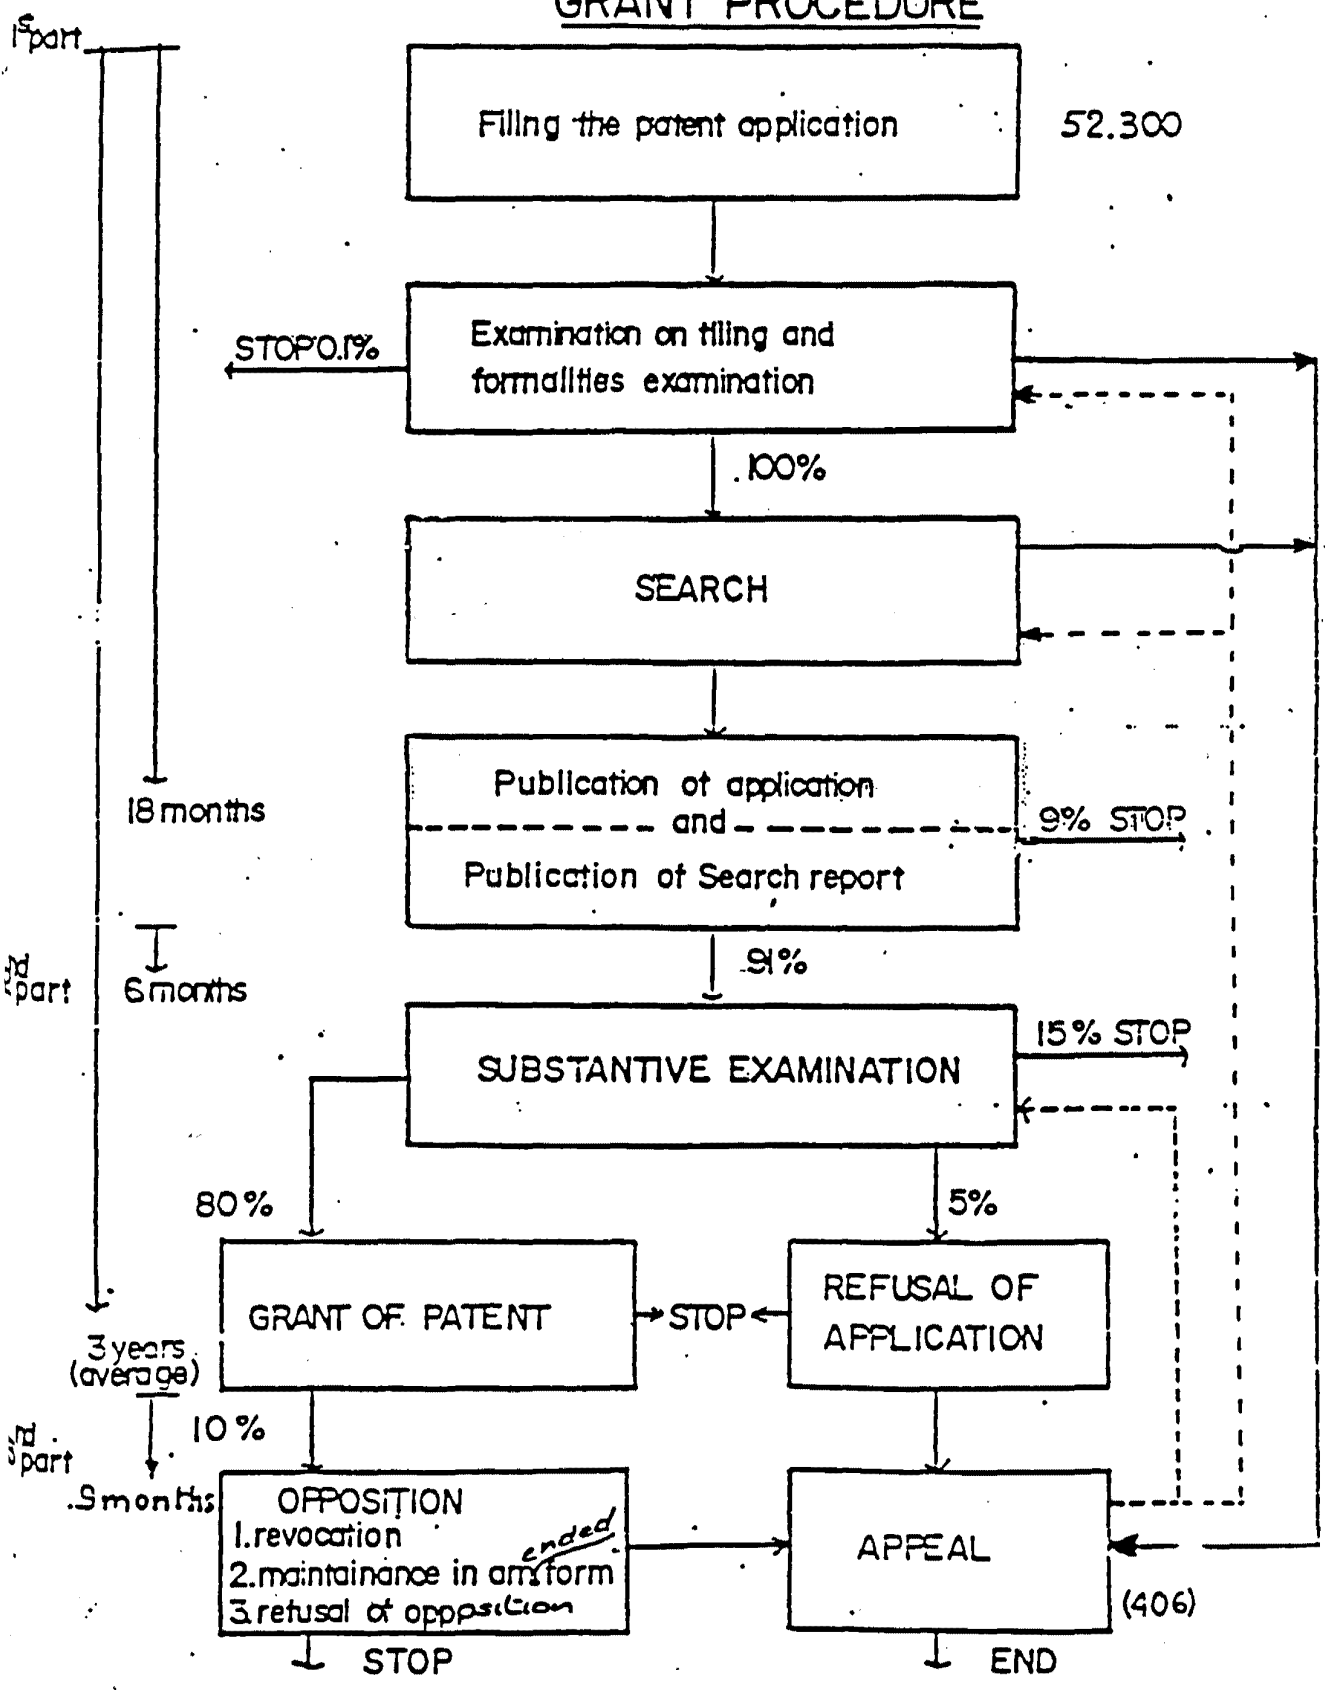 GRANT PROCEDURE
1st part
Filing the patent application
52.300
STOP 0.1%
Examination on filing and
formalities examination
100%
SEARCH
18 months
Publication of application
and
Publication of Search report
9% STOP
91%
part
6 months
SUBSTANTIVE EXAMINATION
15% STOP
80%
5%
GRANT OF PATENT
STOP
REFUSAL OF
APPLICATION
3 years
(average)
10%
3rd
part
9 months
OPPOSITION
1. revocation
ended
2. maintainance in am. form
3. refusal of oppposition
APPEAL
(406)
STOP
END